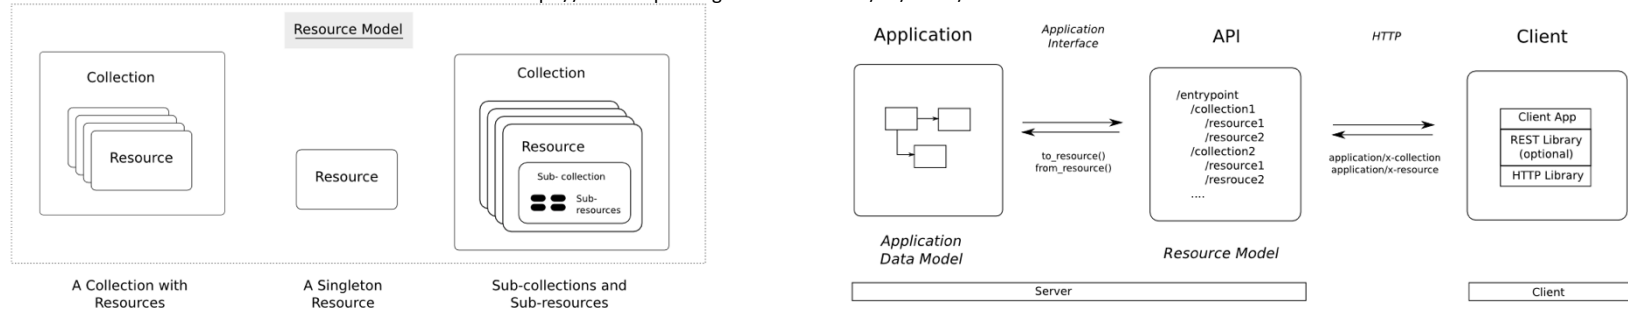 Resource Model
Collection
Resource
Resource
Collection
Resource
Sub- collection
Sub-
resources
A Collection with
Resources
A Singleton
Resource
Sub-collections and
Sub-resources
Application
Application
Interface
API
HTTP
Client
/entrypoint
/collection1
/resource1
/resource2
/collection2
/resource1
/resrouce2
....
to_resource()
from_resource()
application/x-collection
application/x-resource
Client App
REST Library
(optional)
HTTP Library
Application
Data Model
Resource Model
Server
Client